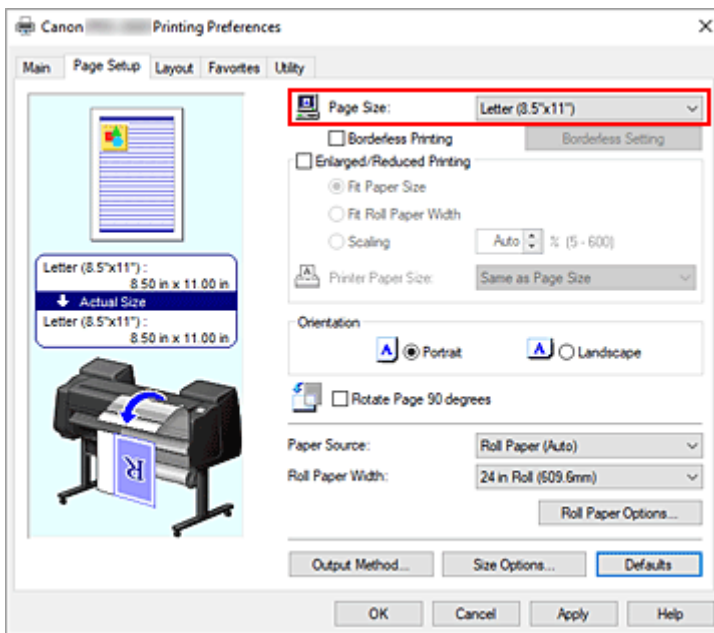 Canon Printing Preferences
Main Page Setup Layout Favorites Utility
Page Size: Letter (8.5"x11")
Borderless Printing Borderless Setting
Enlarged/Reduced Printing
Fit Paper Size
Fit Roll Paper Width
Scaling Auto % (5 - 600)
Printer Paper Size: Same as Page Size
Letter (8.5"x11") :
8.50 in x 11.00 in
Actual Size
Letter (8.5"x11") :
8.50 in x 11.00 in
Orientation
A Portrait A Landscape
Rotate Page 90 degrees
R
Paper Source: Roll Paper (Auto)
Roll Paper Width: 24 in Roll (609.6mm)
Roll Paper Options...
Output Method... Size Options... Defaults
OK Cancel Apply Help